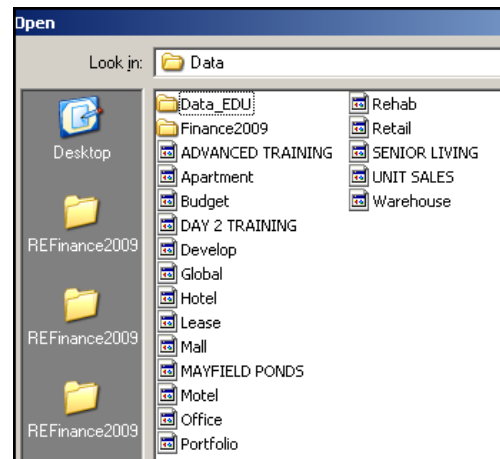 Open
Look in: Data
Desktop
REFinance2009
REFinance2009
REFinance2009
Data_EDU
Finance2009
ADVANCED TRAINING
Apartment
Budget
DAY 2 TRAINING
Develop
Global
Hotel
Lease
Mall
MAYFIELD PONDS
Motel
Office
Portfolio
Rehab
Retail
SENIOR LIVING
UNIT SALES
Warehouse